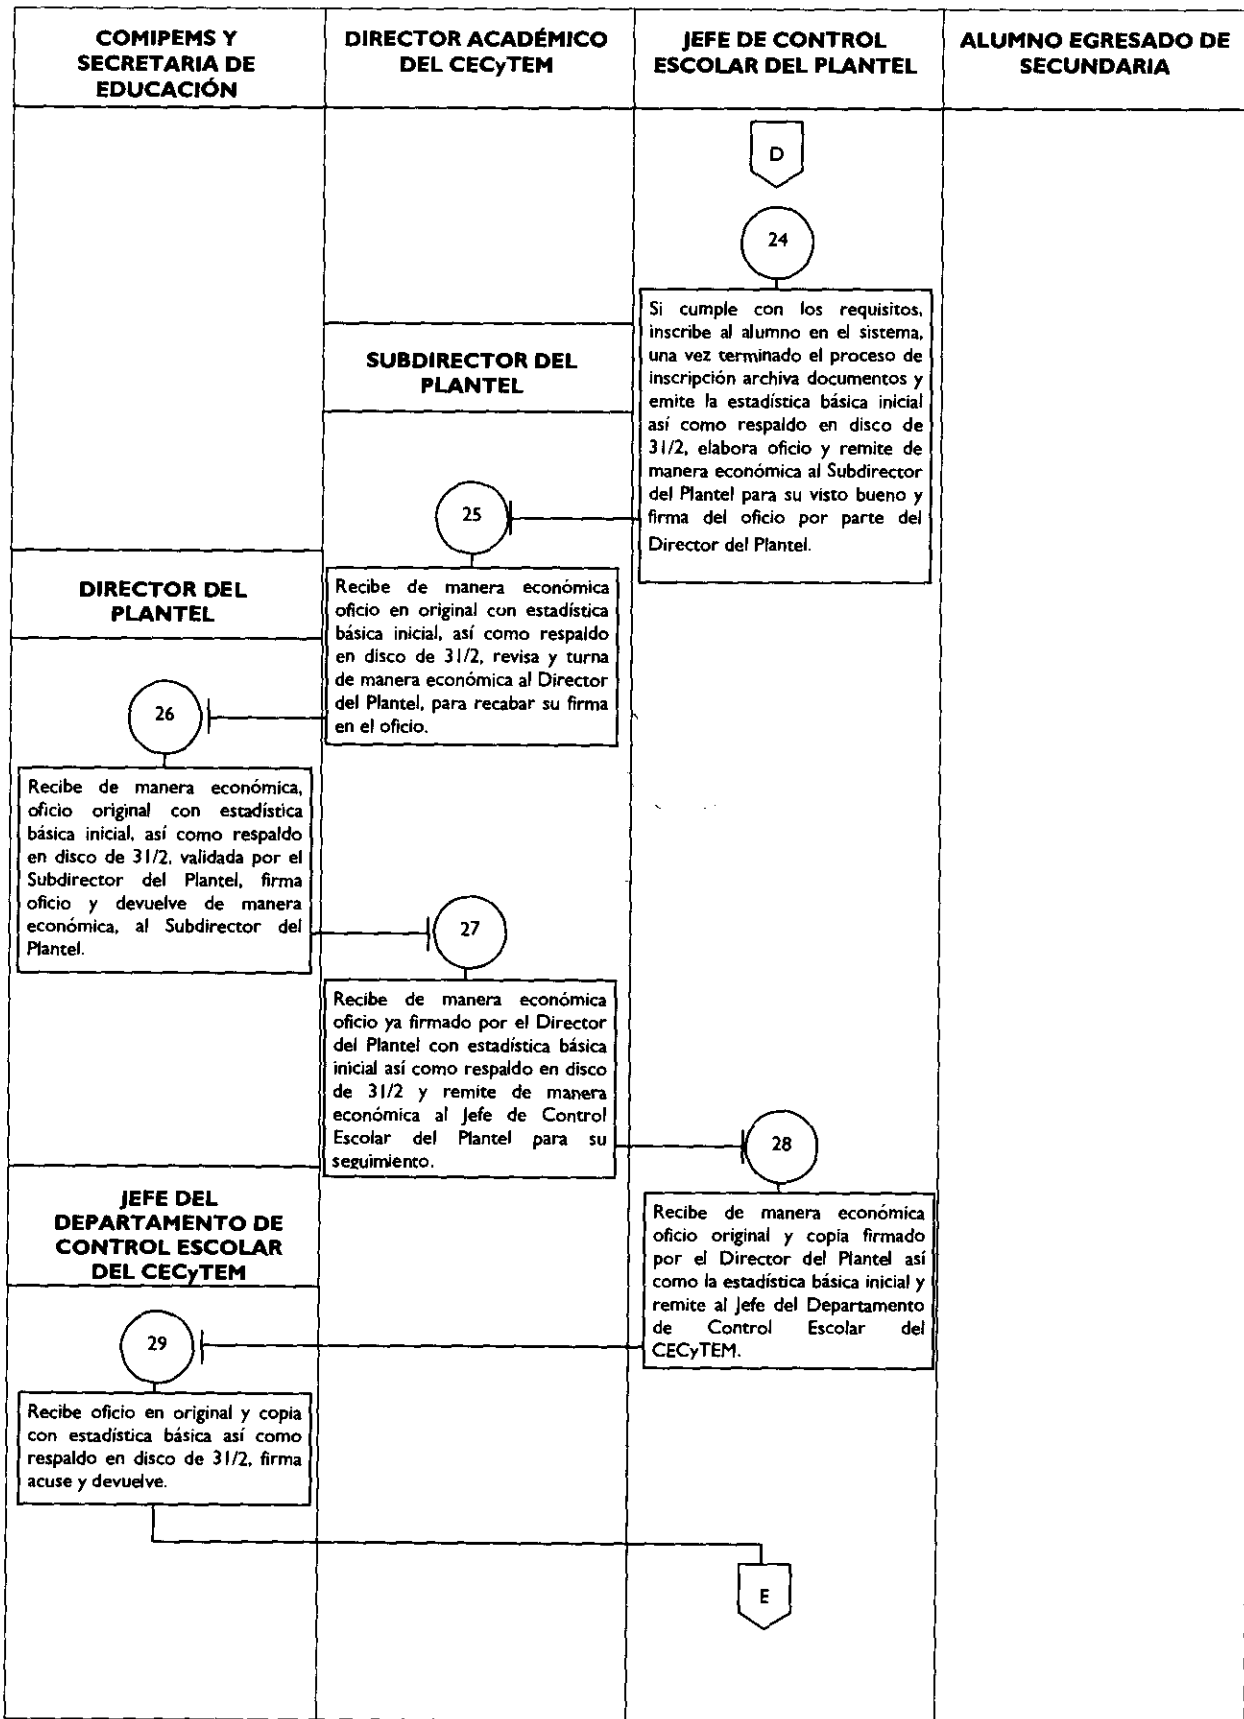 COMIPEMS Y
SECRETARIA DE
EDUCACIÓN
DIRECTOR ACADÉMICO
DEL CECyTEM
JEFE DE CONTROL
ESCOLAR DEL PLANTEL
ALUMNO EGRESADO DE
SECUNDARIA
D
24
Si cumple con los requisitos,
inscribe al alumno en el sistema,
una vez terminado el proceso de
inscripción archiva documentos y
emite la estadística básica inicial
así como respaldo en disco de
31/2, elabora oficio y remite de
manera económica al Subdirector
del Plantel para su visto bueno y
firma del oficio por parte del
Director del Plantel.
SUBDIRECTOR DEL
PLANTEL
25
Recibe de manera económica
oficio en original con estadística
básica inicial, así como respaldo
en disco de 31/2, revisa y turna
de manera económica al Director
del Plantel, para recabar su firma
en el oficio.
DIRECTOR DEL
PLANTEL
26
Recibe de manera económica,
oficio original con estadística
básica inicial, así como respaldo
en disco de 31/2, validada por el
Subdirector del Plantel, firma
oficio y devuelve de manera
económica, al Subdirector del
Plantel.
27
Recibe de manera económica
oficio ya firmado por el Director
del Plantel con estadística básica
inicial así como respaldo en disco
de 31/2 y remite de manera
económica al Jefe de Control
Escolar del Plantel para su
seguimiento.
28
Recibe de manera económica
oficio original y copia firmado
por el Director del Plantel así
como la estadística básica inicial y
remite al Jefe del Departamento
de Control Escolar del
CECyTEM.
JEFE DEL
DEPARTAMENTO DE
CONTROL ESCOLAR
DEL CECyTEM
29
Recibe oficio en original y copia
con estadística básica así como
respaldo en disco de 31/2, firma
acuse y devuelve.
E